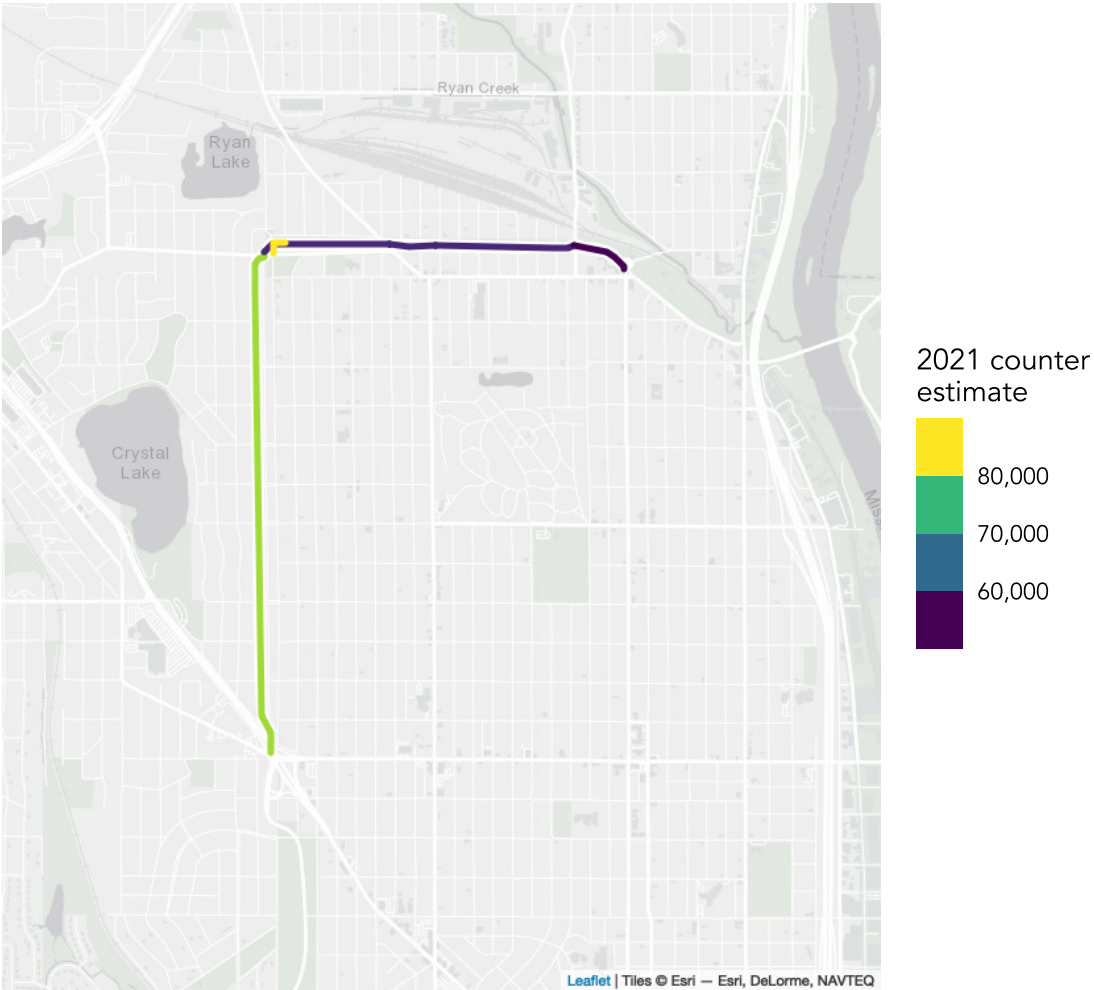 Ryan Creek
Ryan
Lake
Crystal
Lake
Miss
2021 counter
estimate
80,000
70,000
60,000
Leaflet | Tiles © Esri — Esri, DeLorme, NAVTEQ